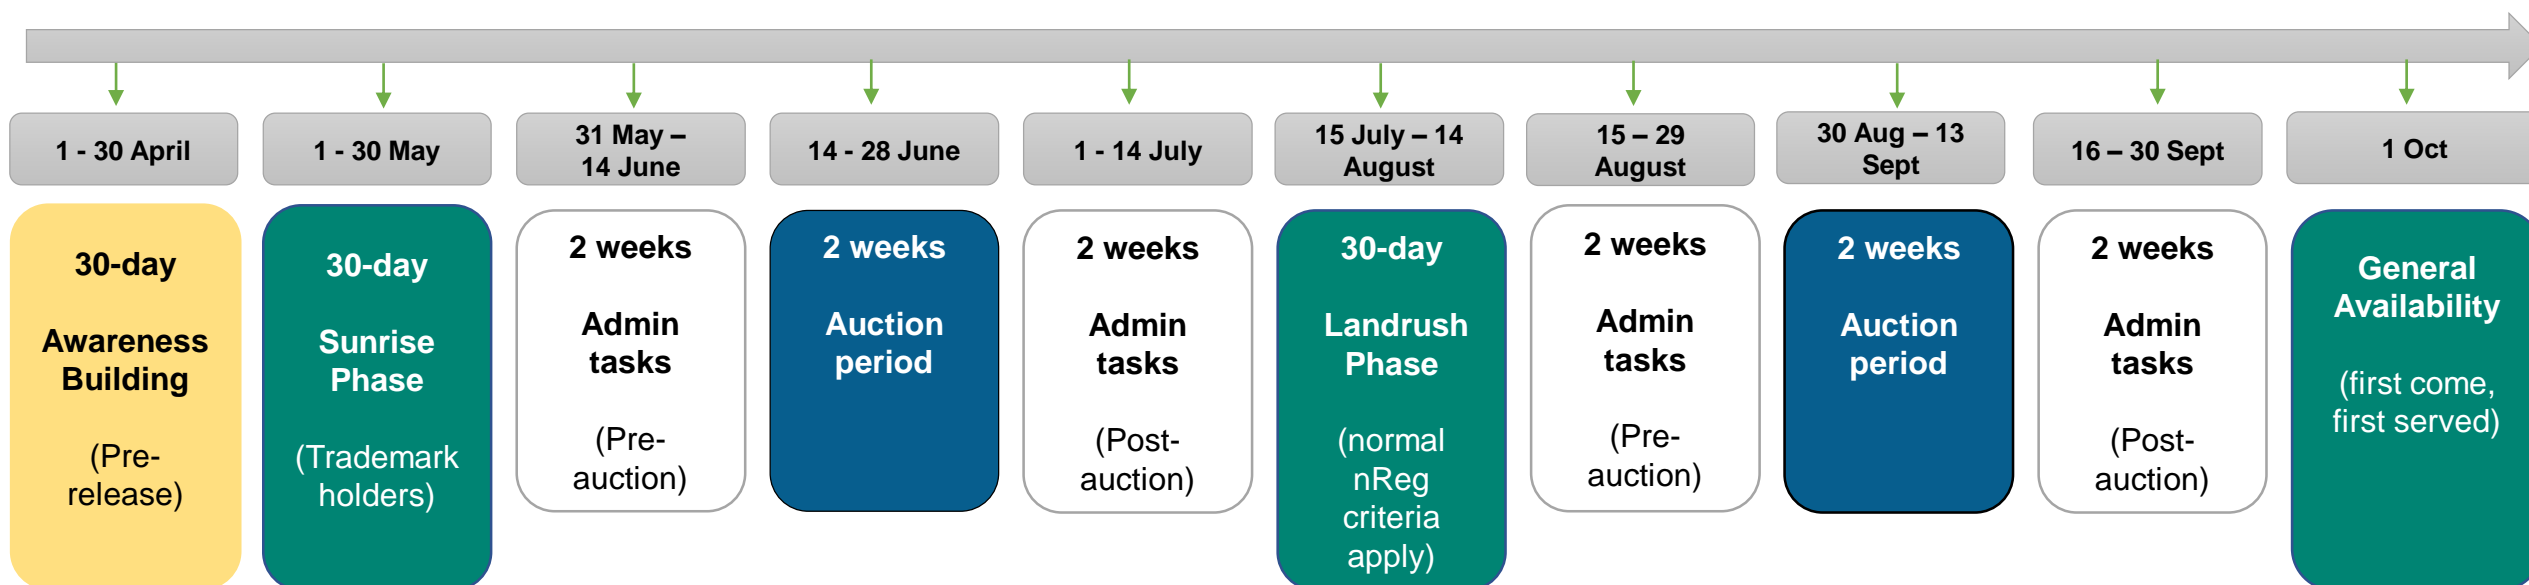 1 - 30 April
1 - 30 May
31 May –
14 June
14 - 28 June
1 - 14 July
15 July – 14
August
15 – 29
August
30 Aug – 13
Sept
16 – 30 Sept
1 Oct
30-day
Awareness
Building
(Pre-
release)
30-day
Sunrise
Phase
(Trademark
holders)
2 weeks
Admin
tasks
(Pre-
auction)
2 weeks
Auction
period
2 weeks
Admin
tasks
(Post-
auction)
30-day
Landrush
Phase
(normal
nReg
criteria
apply)
2 weeks
Admin
tasks
(Pre-
auction)
2 weeks
Auction
period
2 weeks
Admin
tasks
(Post-
auction)
General
Availability
(first come,
first served)